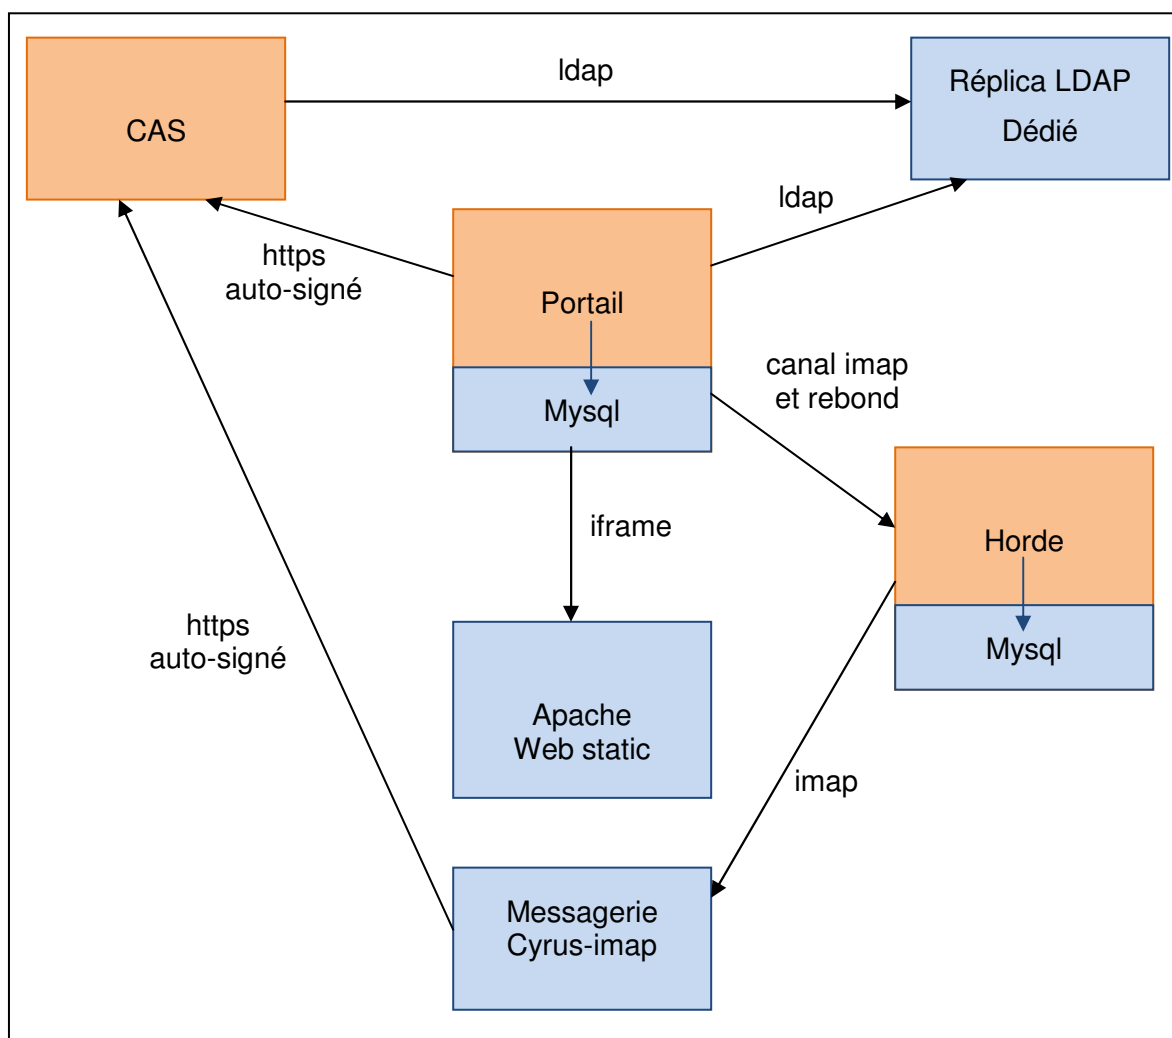 ldap
Réplica LDAP
Dédié
CAS
ldap
https
auto-signé
Portail
canal imap
et rebond
Mysql
iframe
Horde
https
auto-signé
Mysql
Apache
Web static
imap
Messagerie
Cyrus-imap